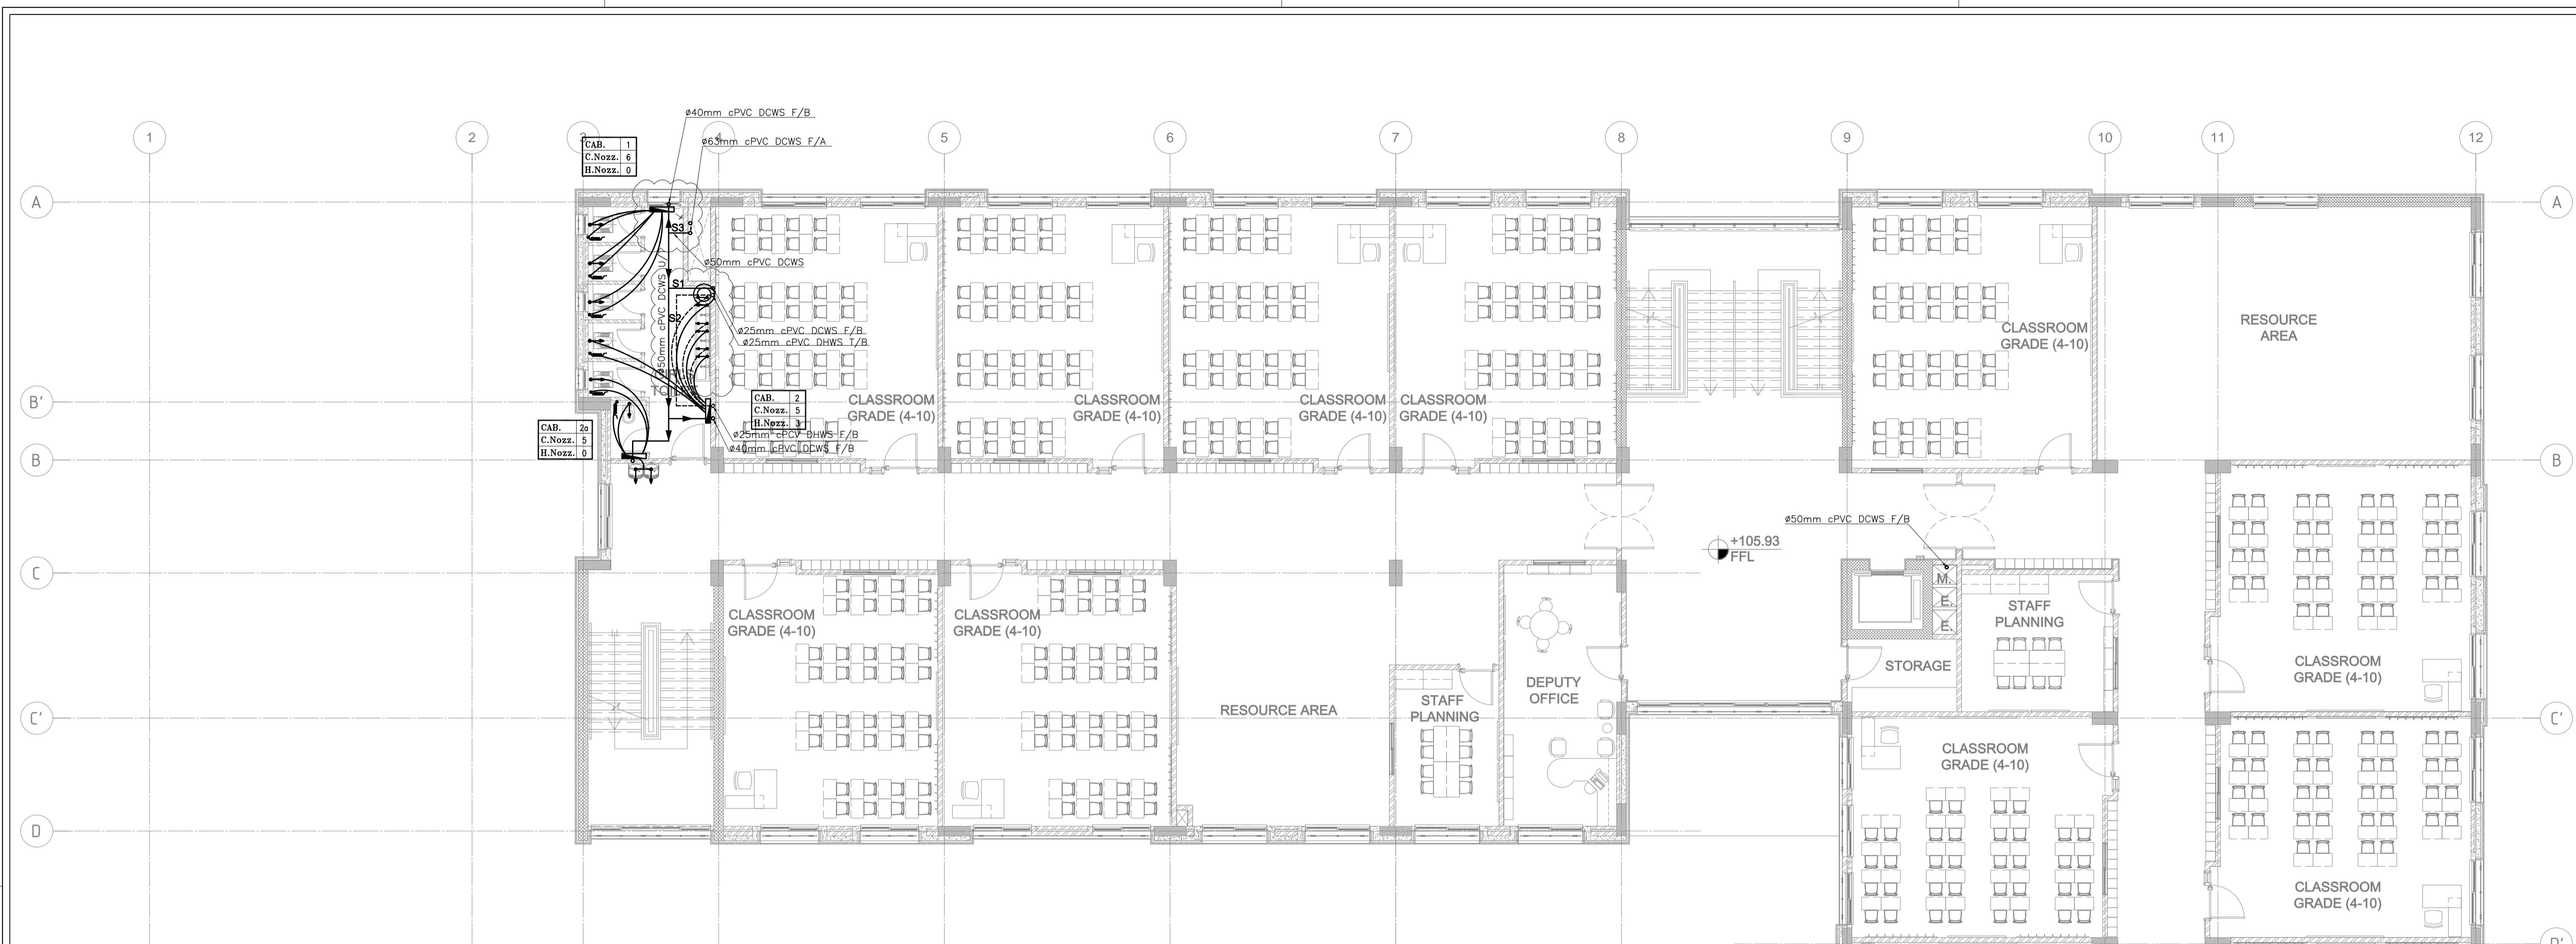 ø40mm cPVC DCWS F/B
ø63mm cPVC DCWS F/A
1
2
3
4
5
6
7
8
9
10
11
12
CAB. 1
C.Nozz. 6
H.Nozz. 0
A
A
S3
ø50mm cPVC DCWS
ø50mm cPVC DCWS U
S1
S2
ø25mm cPVC DCWS F/B
ø25mm cPVC DHWS T/B
CLASSROOM
GRADE (4-10)
RESOURCE
AREA
B'
CAB. 2
C.Nozz. 5
H.Nozz. 3
CLASSROOM
GRADE (4-10)
CLASSROOM
GRADE (4-10)
CLASSROOM
GRADE (4-10)
CLASSROOM
GRADE (4-10)
CAB. 2a
C.Nozz. 5
H.Nozz. 0
ø25mm cPCV DHWS F/B
ø40mm cPVC DCWS F/B
B
B
ø50mm cPVC DCWS F/B
+105.93
FFL
C
C
M.
E.
E.
CLASSROOM
GRADE (4-10)
CLASSROOM
GRADE (4-10)
STAFF
PLANNING
STORAGE
CLASSROOM
GRADE (4-10)
DEPUTY
OFFICE
RESOURCE AREA
STAFF
PLANNING
C'
C'
CLASSROOM
GRADE (4-10)
D
CLASSROOM
GRADE (4-10)